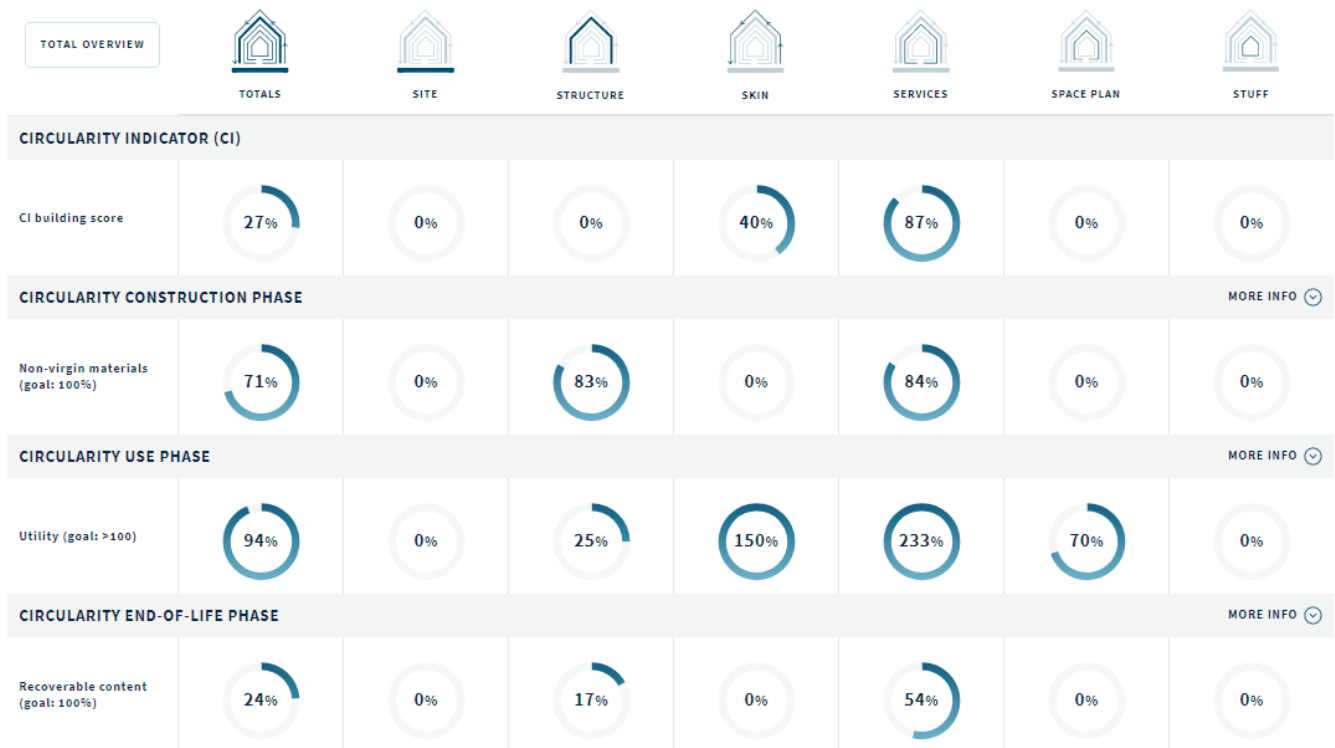 TOTAL OVERVIEW
TOTALS SITE STRUCTURE SKIN SERVICES SPACE PLAN STUFF
CIRCULARITY INDICATOR (CI)
CI building score 27% 0% 0% 40% 87% 0% 0%
CIRCULARITY CONSTRUCTION PHASE MORE INFO
Non-virgin materials
(goal: 100%) 71% 0% 83% 0% 84% 0% 0%
CIRCULARITY USE PHASE MORE INFO
Utility (goal: >100) 94% 0% 25% 150% 233% 70% 0%
CIRCULARITY END-OF-LIFE PHASE MORE INFO
Recoverable content
(goal: 100%) 24% 0% 17% 0% 54% 0% 0%